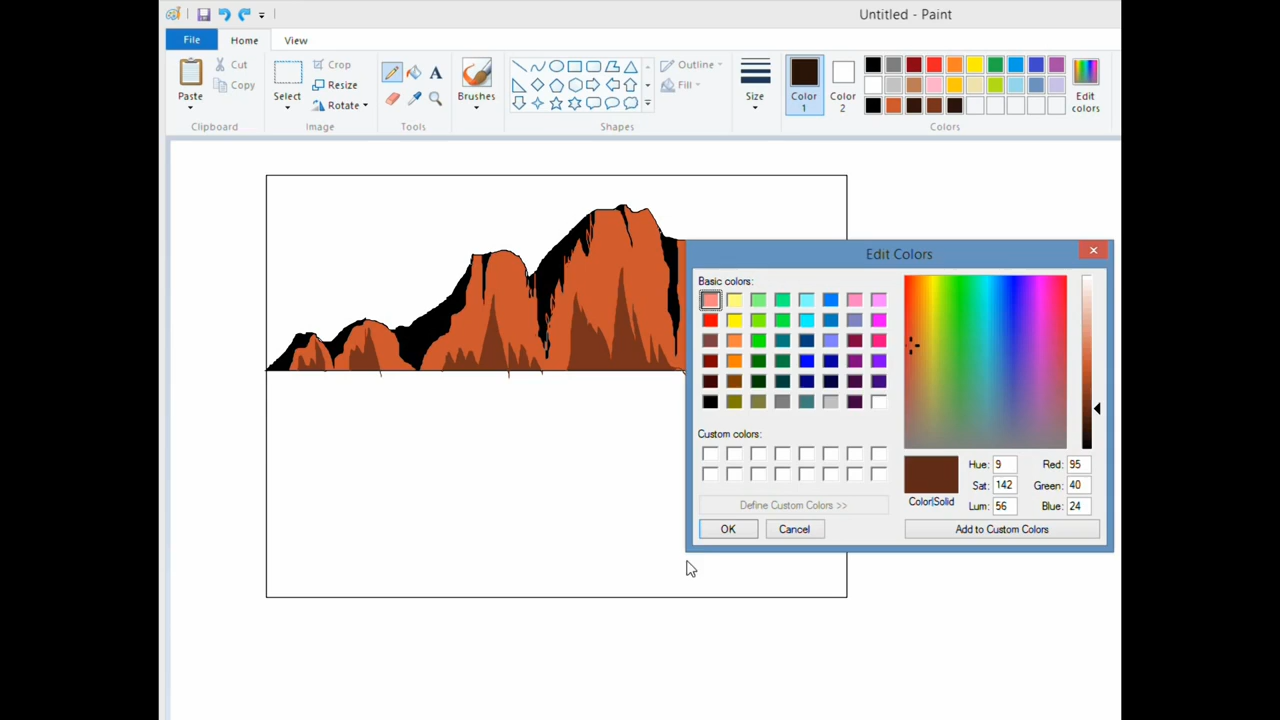 Untitled - Paint
File
Home
View
Paste
Cut
Copy
Clipboard
Select
Crop
Resize
Rotate
Image
A
Tools
Brushes
Outline
Fill
Shapes
Size
Color
1
Color
2
Edit
colors
Colors
Edit Colors
Basic colors:
Custom colors:
Define Custom Colors >>
OK
Cancel
Color|Solid
Hue: 9
Sat: 142
Lum: 56
Red: 95
Green: 40
Blue: 24
Add to Custom Colors